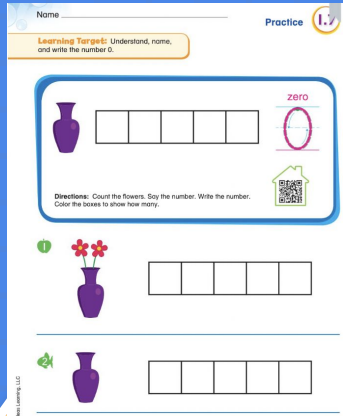 Name
Practice 1.7
Learning Target: Understand, name,
and write the number 0.
zero
0
Directions: Count the flowers. Say the number. Write the number.
Color the boxes to show how many.
1
2
Learning, LLC